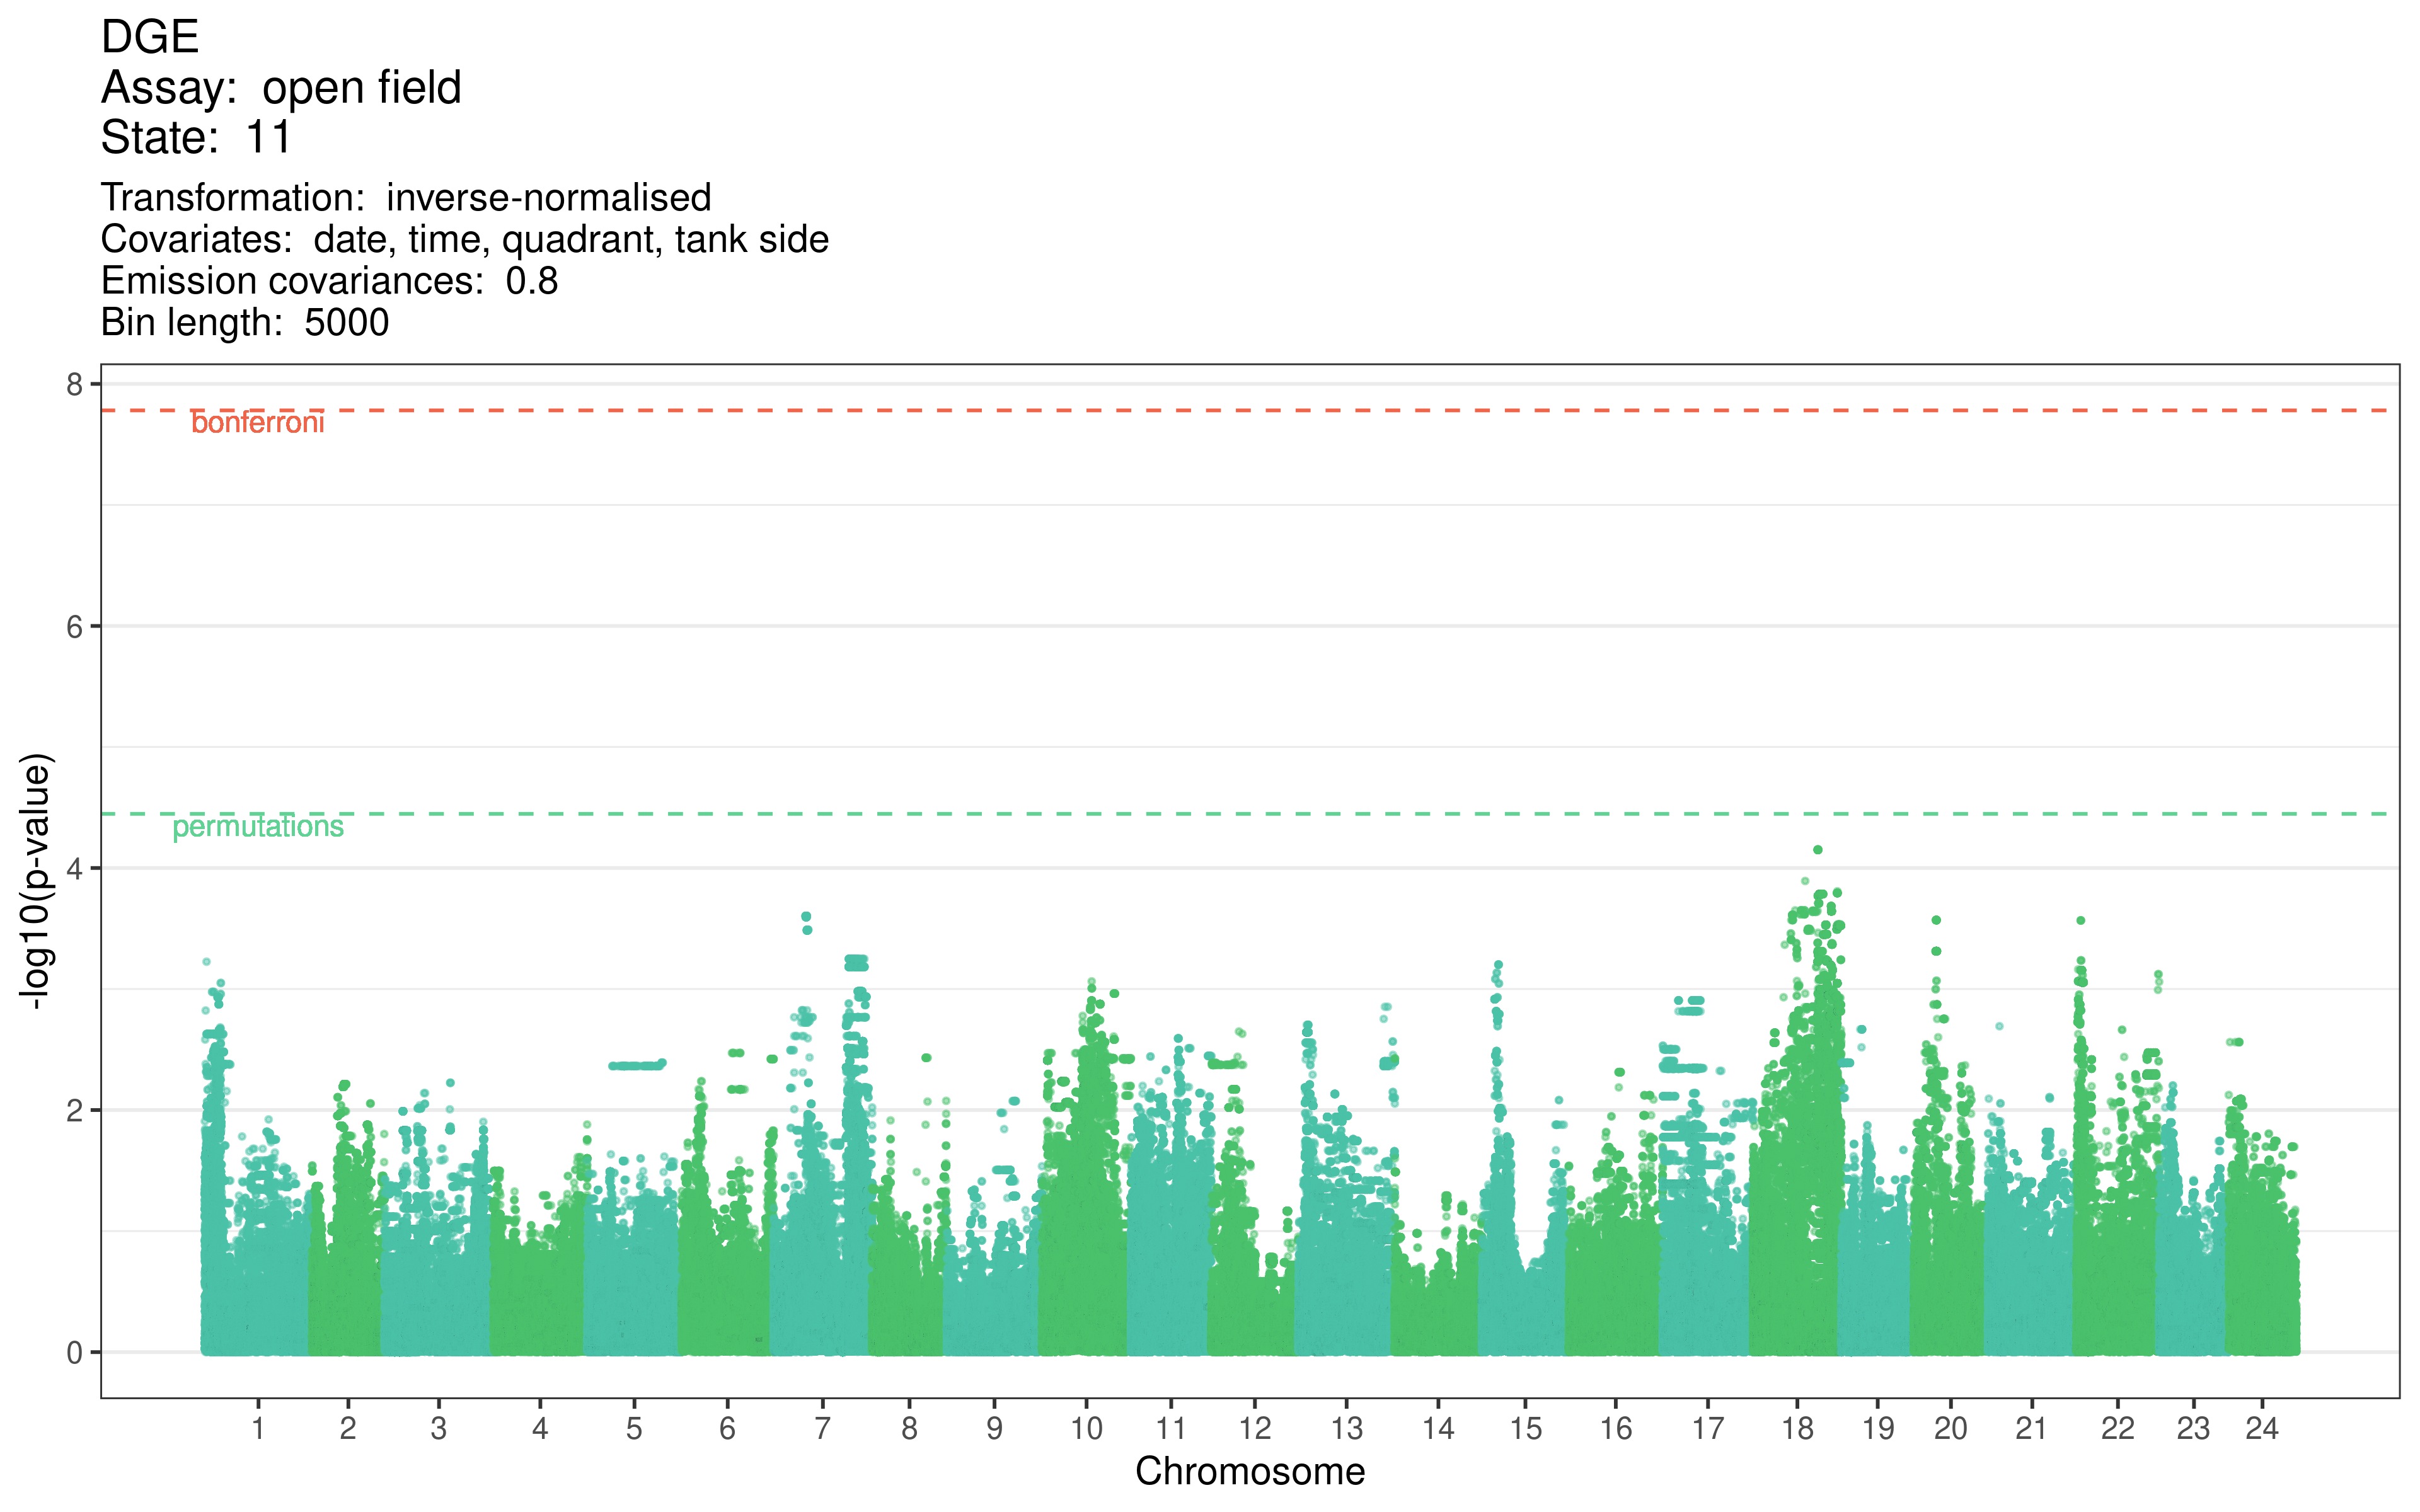 DGE
Assay:  open field
State:  11
Transformation:  inverse-normalised
Covariates:  date, time, quadrant, tank side
Emission covariances:  0.8
Bin length:  5000
8
bonferroni
6
permutations
4
2
0
-log10(p-value)
1 2 3 4 5 6 7 8 9 10 11 12 13 14 15 16 17 18 19 20 21 22 23 24
Chromosome